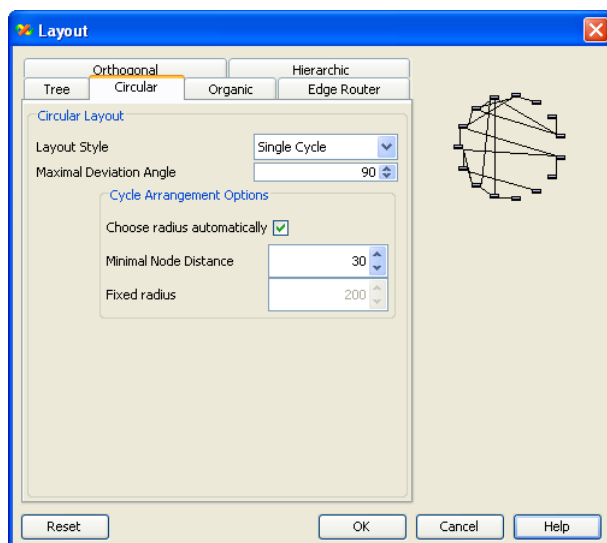 Layout
Orthogonal Hierarchic
Tree Circular Organic Edge Router
Circular Layout
Layout Style Single Cycle
Maximal Deviation Angle 90
Cycle Arrangement Options
Choose radius automatically
Minimal Node Distance 30
Fixed radius 200
Reset OK Cancel Help